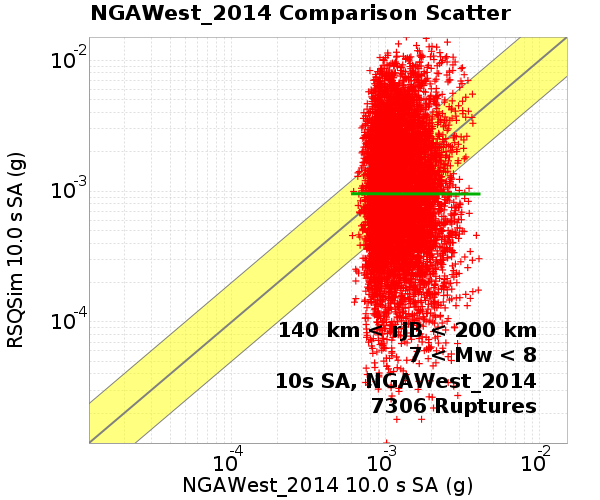 NGAWest_2014 Comparison Scatter
RSQSim 10.0 s SA (g)
10-2
10-3
10-4
140 km < rJB < 200 km
7 < Mw < 8
10s SA, NGAWest_2014
7306 Ruptures
10-4 10-3 10-2
NGAWest_2014 10.0 s SA (g)